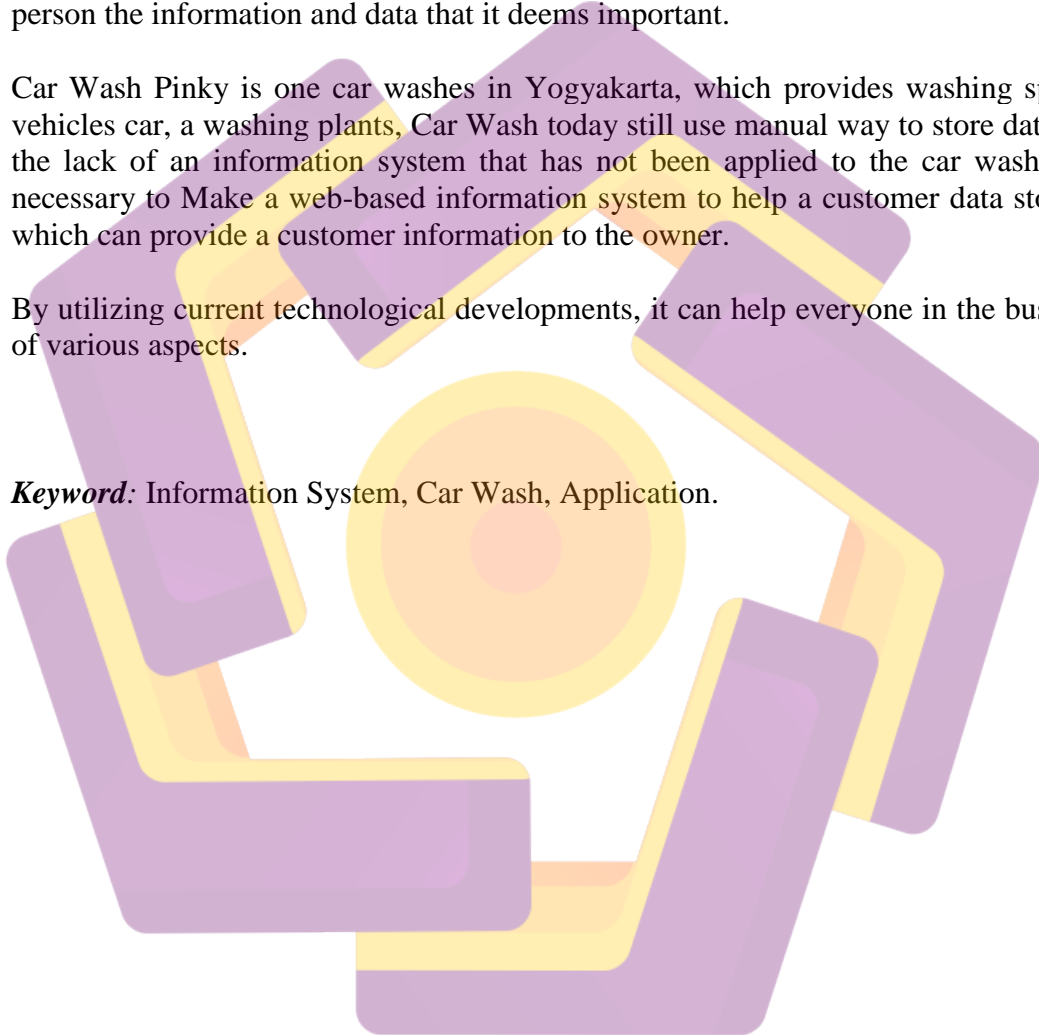 person the information and data that it deems important.
Car Wash Pinky is one car washes in Yogyakarta, which provides washing
vehicles car, a washing plants, Car Wash today still use manual way to store
the lack of an information system that has not been applied to the car
necessary to Make a web-based information system to help a customer data
which can provide a customer information to the owner.
By utilizing current technological developments, it can help everyone in the
of various aspects.
Keyword: Information System, Car Wash, Application.